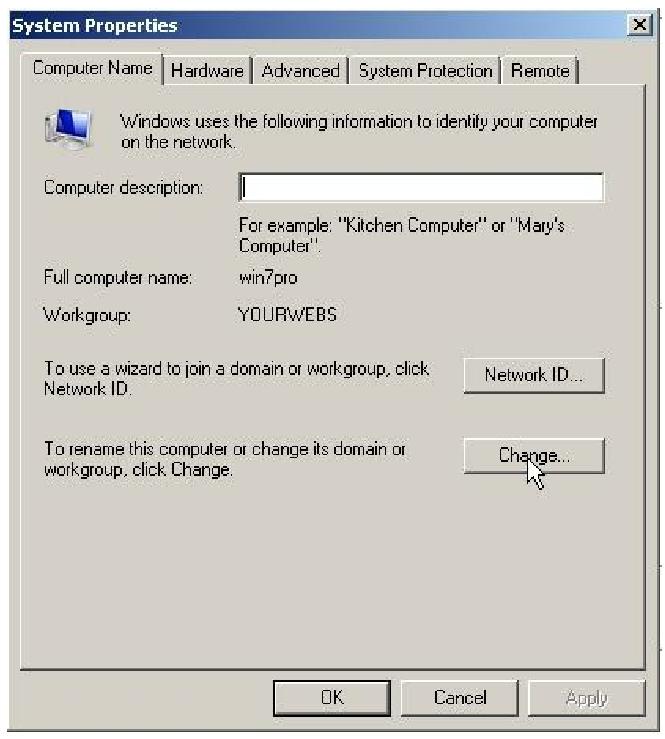 System Properties
Computer Name Hardware Advanced System Protection Remote
Windows uses the following information to identify your computer
on the network.
Computer description:
For example: "Kitchen Computer" or "Mary's
Computer".
Full computer name: win7pro
Workgroup: YOURWEBS
To use a wizard to join a domain or workgroup, click
Network ID.
Network ID...
To rename this computer or change its domain or
workgroup, click Change.
Change...
OK Cancel Apply